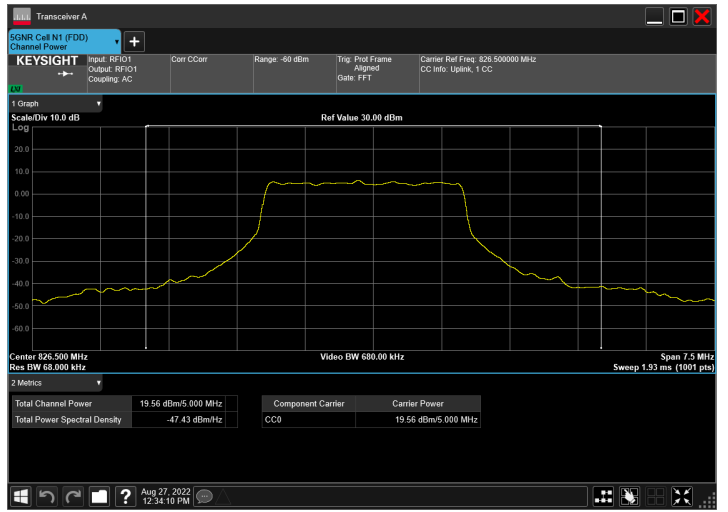 Transceiver A
5GNR Cell N1 (FDD)
Channel Power
KEYSIGHT
LXI
Input: RFIO1
Output: RFIO1
Coupling: AC
Corr CCorr
Range: -60 dBm
Trig: Prot Frame
Aligned
Gate: FFT
Carrier Ref Freq: 826.500000 MHz
CC Info: Uplink, 1 CC
1 Graph
Scale/Div 10.0 dB
Ref Value 30.00 dBm
Log
20.0
10.0
0.00
-10.0
-20.0
-30.0
-40.0
-50.0
-60.0
Center 826.500 MHz
Video BW 680.00 kHz
Span 7.5 MHz
Res BW 68.000 kHz
Sweep 1.93 ms (1001 pts)
2 Metrics
Total Channel Power 19.56 dBm/5.000 MHz
Total Power Spectral Density -47.43 dBm/Hz
Component Carrier Carrier Power
CC0 19.56 dBm/5.000 MHz
Aug 27, 2022
12:34:10 PM